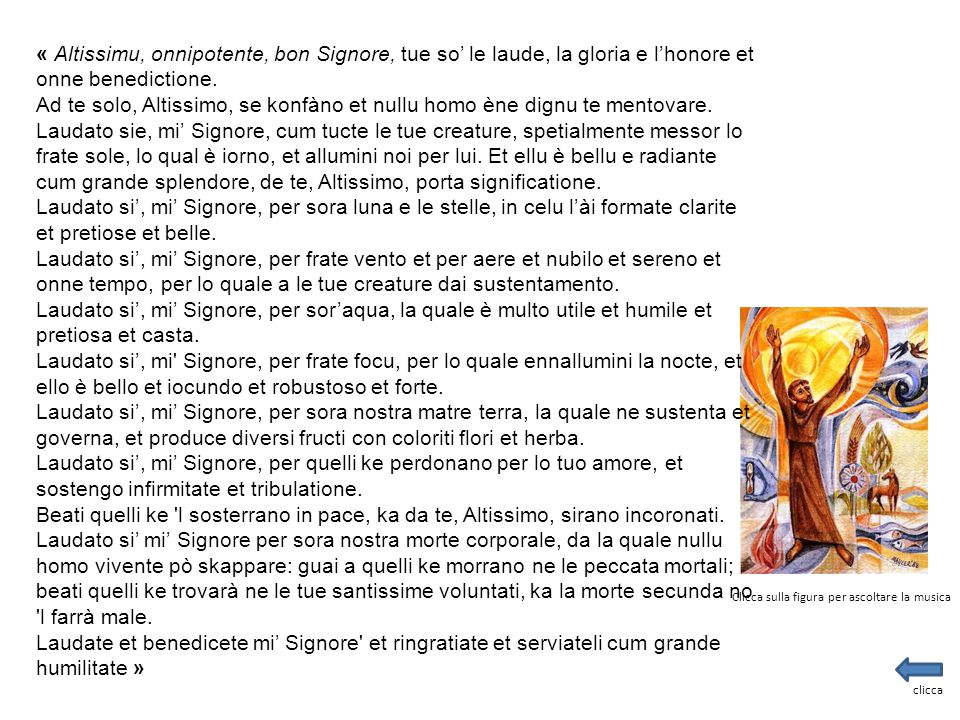 « Altissimu, onnipotente, bon Signore, tue so’ le laude, la gloria e l’honore et
onne benedictione.
Ad te solo, Altissimo, se konfàno et nullu homo ène dignu te mentovare.
Laudato sie, mi’ Signore, cum tucte le tue creature, spetialmente messor lo
frate sole, lo qual è iorno, et allumini noi per lui. Et ellu è bellu e radiante
cum grande splendore, de te, Altissimo, porta significatione.
Laudato si’, mi’ Signore, per sora luna e le stelle, in celu l’ài formate clarite
et pretiose et belle.
Laudato si’, mi’ Signore, per frate vento et per aere et nubilo et sereno et
onne tempo, per lo quale a le tue creature dai sustentamento.
Laudato si’, mi’ Signore, per sor’aqua, la quale è multo utile et humile et
pretiosa et casta.
Laudato si’, mi' Signore, per frate focu, per lo quale ennallumini la nocte, et
ello è bello et iocundo et robustoso et forte.
Laudato si’, mi’ Signore, per sora nostra matre terra, la quale ne sustenta et
governa, et produce diversi fructi con coloriti flori et herba.
Laudato si’, mi’ Signore, per quelli ke perdonano per lo tuo amore, et
sostengo infirmitate et tribulatione.
Beati quelli ke 'l sosterrano in pace, ka da te, Altissimo, sirano incoronati.
Laudato si’ mi’ Signore per sora nostra morte corporale, da la quale nullu
homo vivente pò skappare: guai a quelli ke morrano ne le peccata mortali;
beati quelli ke trovarà ne le tue santissime voluntati, ka la morte secunda no
'l farrà male.
Laudate et benedicete mi’ Signore' et ringratiate et serviateli cum grande
humilitate »
Clicca sulla figura per ascoltare la musica
clicca